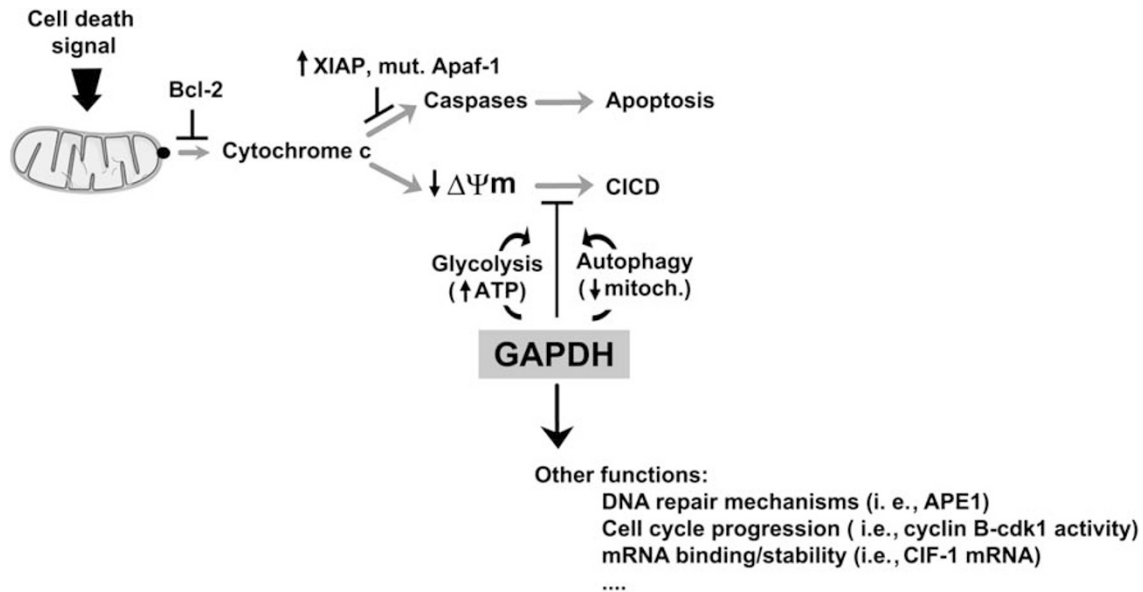 Cell death
signal
Bcl-2
↑ XIAP, mut. Apaf-1
Caspases
Apoptosis
Cytochrome c
↓ ΔΨm
CICD
Glycolysis
(↑ATP)
Autophagy
(↓mitoch.)
GAPDH
Other functions:
DNA repair mechanisms (i. e., APE1)
Cell cycle progression ( i.e., cyclin B-cdk1 activity)
mRNA binding/stability (i.e., CIF-1 mRNA)
....